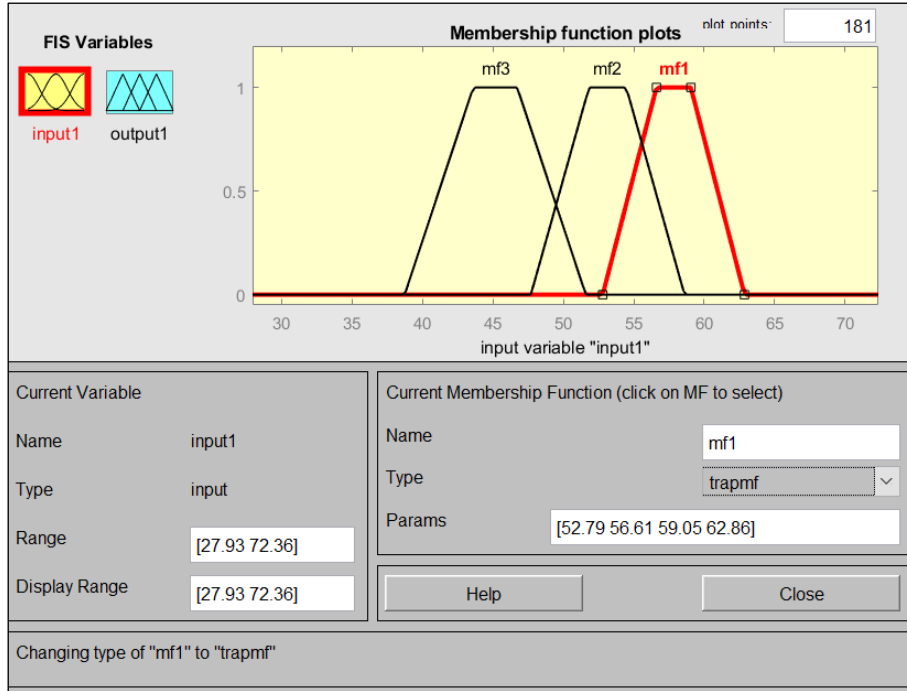 FIS Variables
input1
output1
Membership function plots
plot points:
181
mf3
mf2
mf1
1
0.5
0
30
35
40
45
50
55
60
65
70
input variable "input1"
Current Variable
Name
input1
Type
input
Range
[27.93 72.36]
Display Range
[27.93 72.36]
Current Membership Function (click on MF to select)
Name
mf1
Type
trapmf
Params
[52.79 56.61 59.05 62.86]
Help
Close
Changing type of "mf1" to "trapmf"